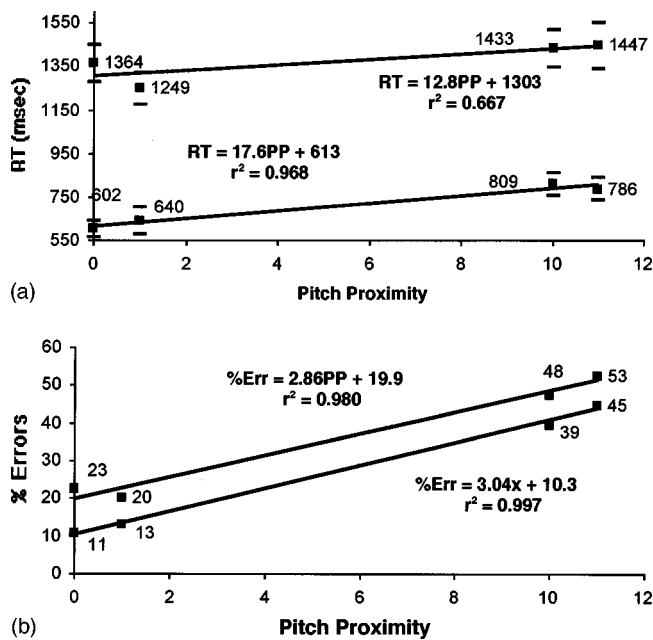 1550
1350
1150
950
750
550
RT (msec)
1364
1249
1433
1447
RT = 12.8PP + 1303
r² = 0.667
RT = 17.6PP + 613
r² = 0.968
602
640
809
786
0 2 4 6 8 10 12
(a)
Pitch Proximity
60
50
40
30
20
10
0
% Errors
%Err = 2.86PP + 19.9
r² = 0.980
48
53
45
39
23
20
%Err = 3.04x + 10.3
r² = 0.997
11
13
0 2 4 6 8 10 12
(b)
Pitch Proximity